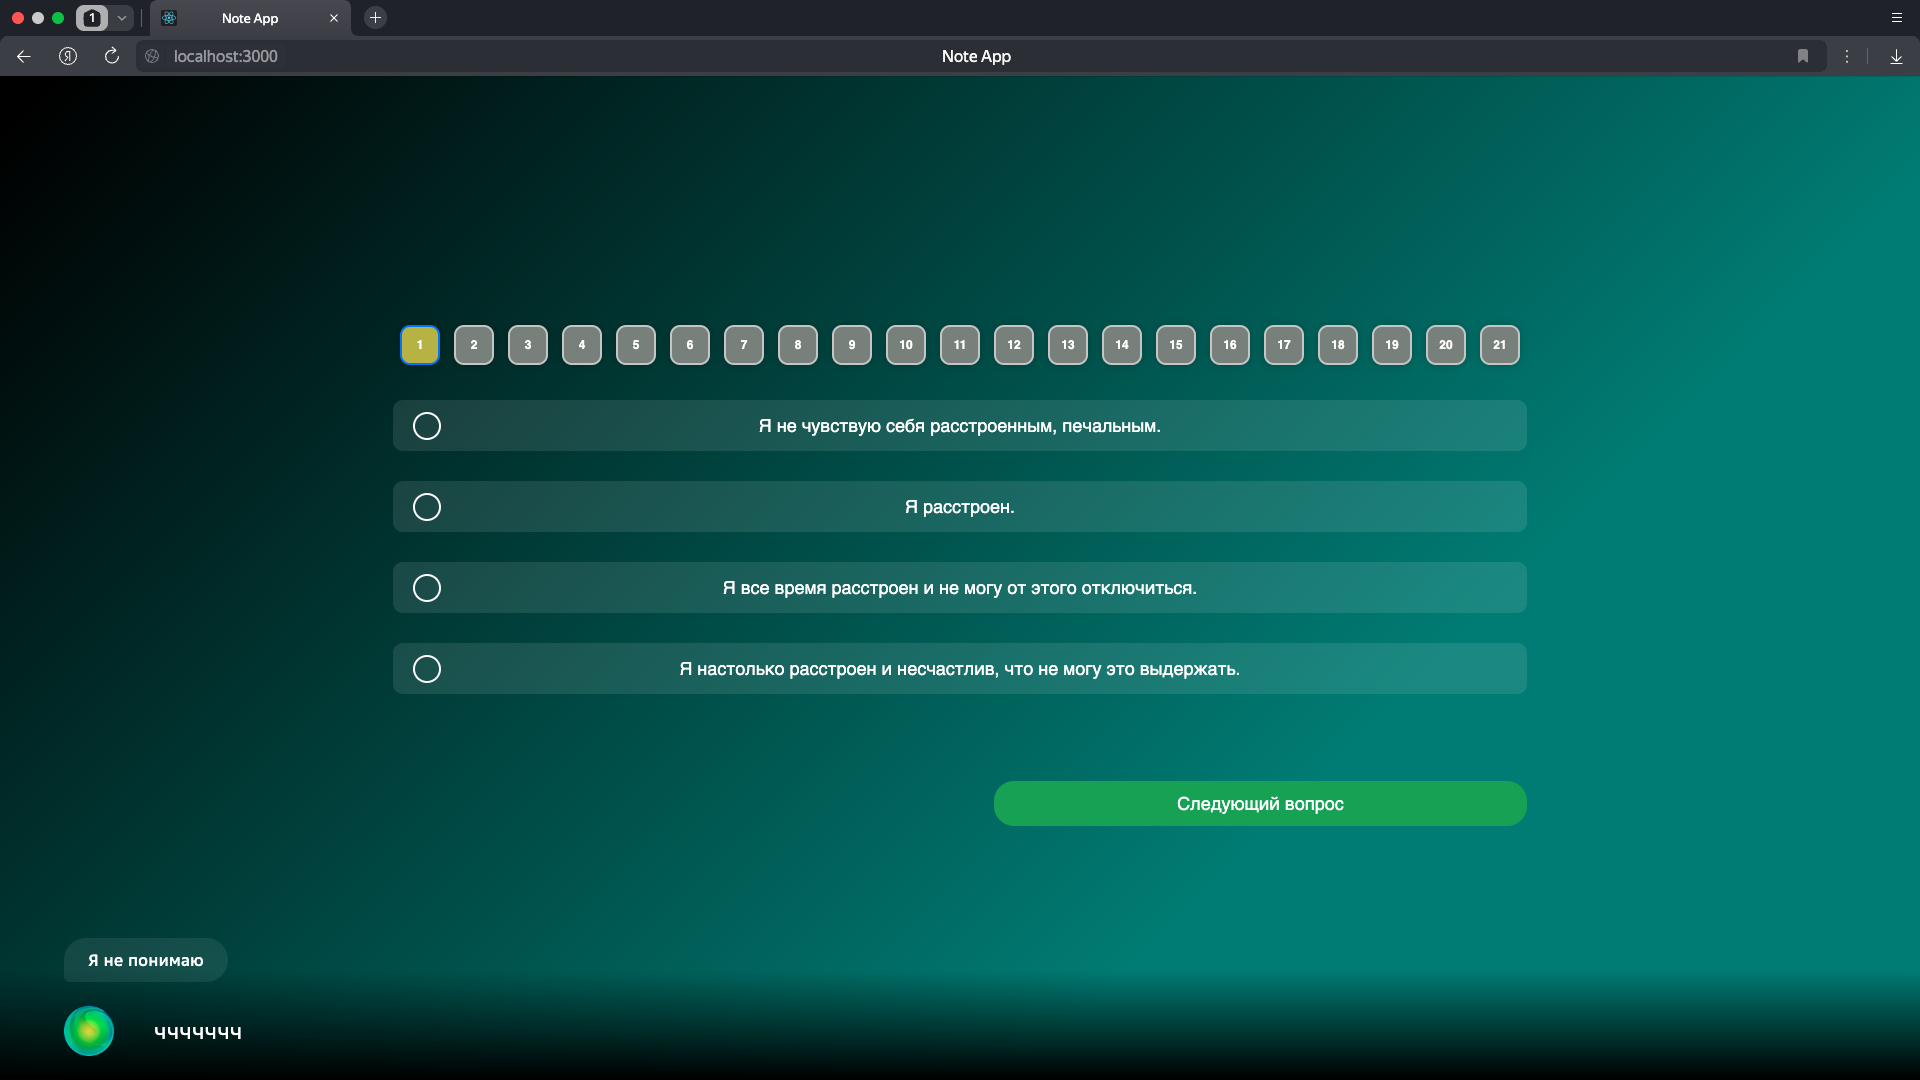 1
Note App
localhost:3000
Note App
1 2 3 4 5 6 7 8 9 10 11 12 13 14 15 16 17 18 19 20 21
Я не чувствую себя расстроенным, печальным.
Я расстроен.
Я все время расстроен и не могу от этого отключиться.
Я настолько расстроен и несчастлив, что не могу это выдержать.
Следующий вопрос
Я не понимаю
ччччччч